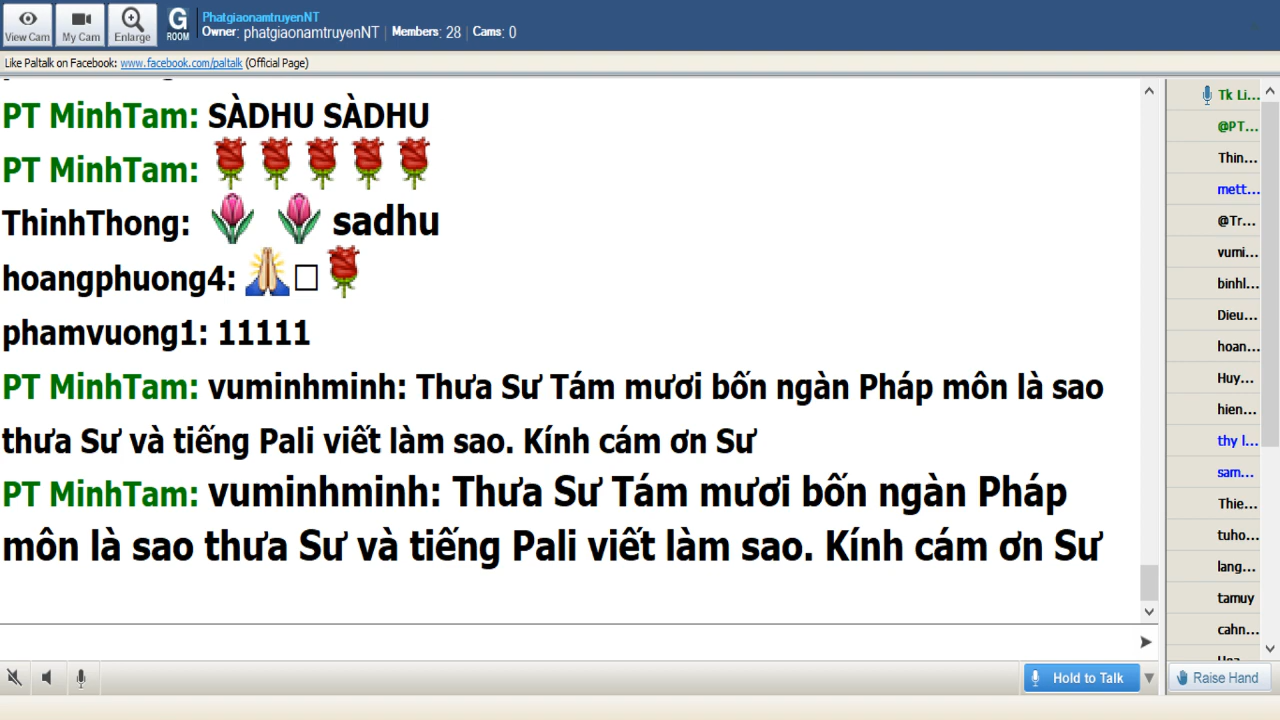 View Cam
My Cam
Enlarge
G
ROOM
PhatgiaonamtruyenNT
Owner: phatgiaonamtruyenNT | Members: 28 | Cams: 0
Like Paltalk on Facebook: www.facebook.com/paltalk (Official Page)
PT MinhTam: SÀDHU SÀDHU
PT MinhTam: 🌹🌹🌹🌹🌹
ThinhThong: 🌷 🌷 sadhu
hoangphuong4: 🙏□🌹
phamvuong1: 11111
PT MinhTam: vuminhminh: Thưa Sư Tám mươi bốn ngàn Pháp môn là sao
thưa Sư và tiếng Pali viết làm sao. Kính cám ơn Sư
PT MinhTam: vuminhminh: Thưa Sư Tám mươi bốn ngàn Pháp
môn là sao thưa Sư và tiếng Pali viết làm sao. Kính cám ơn Sư
Tk Li...
@PT...
Thin...
mett...
@Tr...
vumi...
binhl...
Dieu...
hoan...
Huy...
hien...
thy l...
sam...
Thie...
tuho...
lang...
tamuy
cahn...
Hold to Talk
Raise Hand